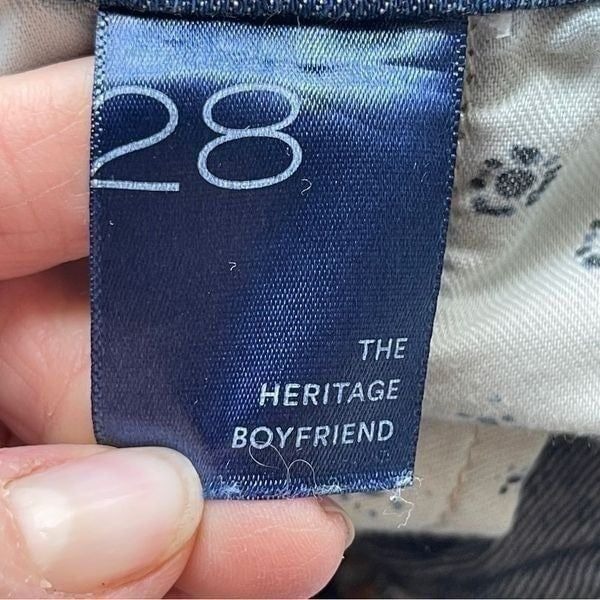 28
THE
HERITAGE
BOYFRIEND